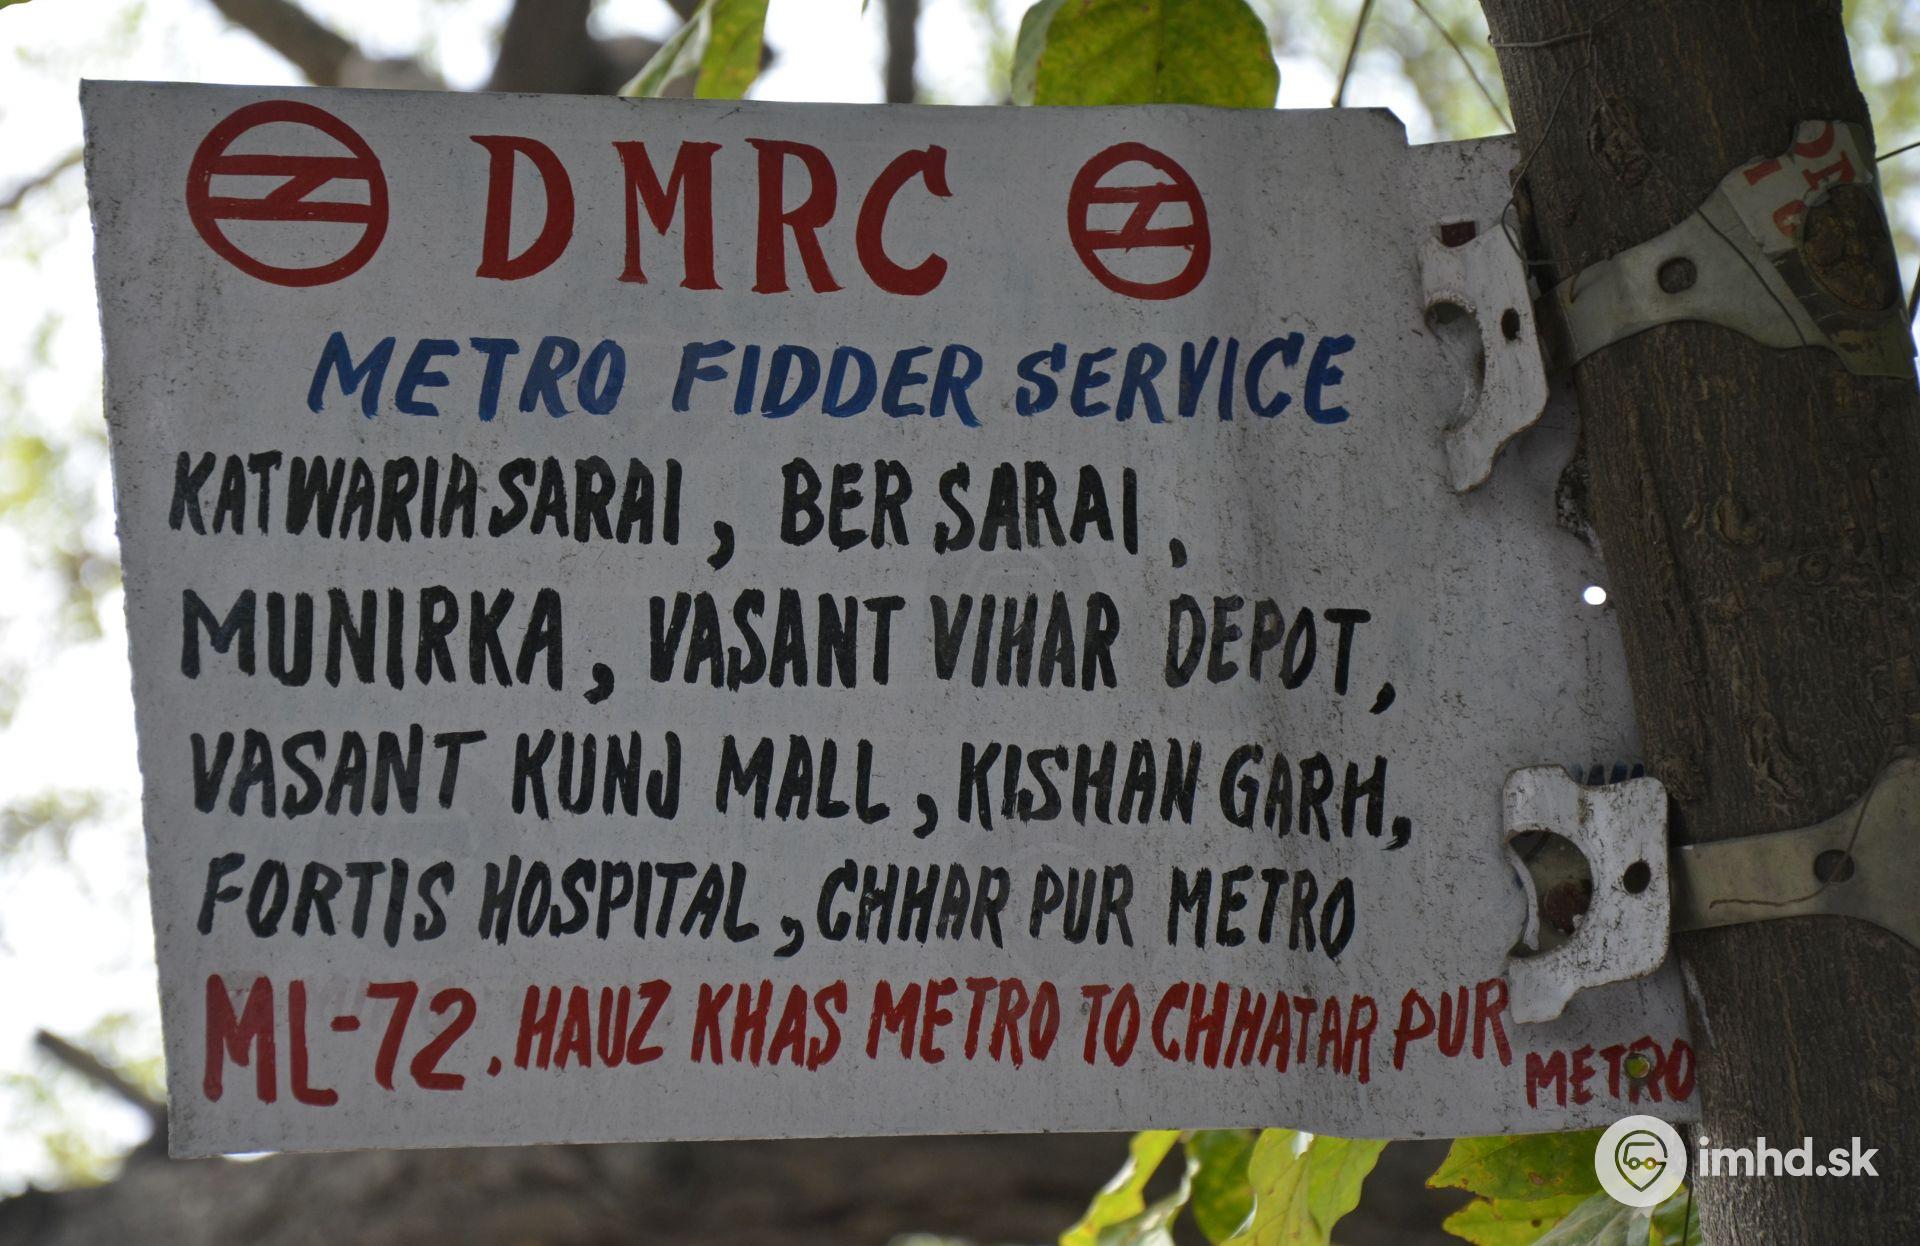 DMRC
METRO FIDDER SERVICE
KATWARIA SARAI, BER SARAI,
MUNIRKA, VASANT VIHAR DEPOT,
VASANT KUNJ MALL, KISHAN GARH,
FORTIS HOSPITAL, CHHAR PUR METRO
ML-72. HAUZ KHAS METRO TO CHHATAR PUR
METRO
imhd.sk